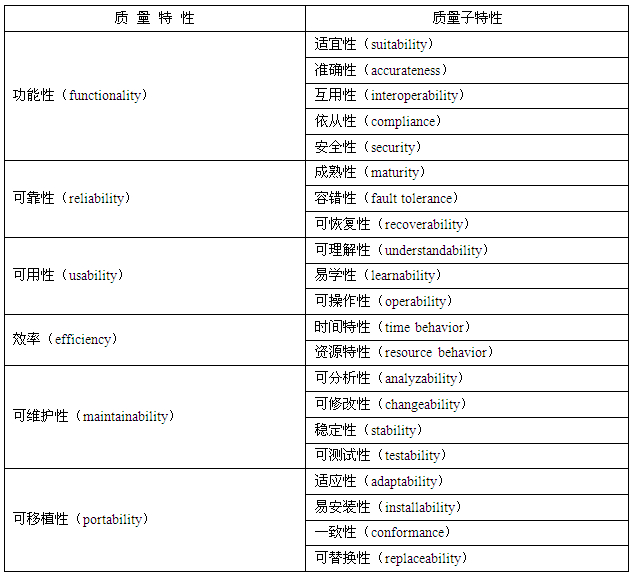 质 量 特 性
质量子特性
功能性（functionality）
适宜性（suitability）
准确性（accurateness）
互用性（interoperability）
依从性（compliance）
安全性（security）
可靠性（reliability）
成熟性（maturity）
容错性（fault tolerance）
可恢复性（recoverability）
可用性（usability）
可理解性（understandability）
易学性（learnability）
可操作性（operability）
效率（efficiency）
时间特性（time behavior）
资源特性（resource behavior）
可维护性（maintainability）
可分析性（analyzability）
可修改性（changeability）
稳定性（stability）
可测试性（testability）
可移植性（portability）
适应性（adaptability）
易安装性（installability）
一致性（conformance）
可替换性（replaceability）